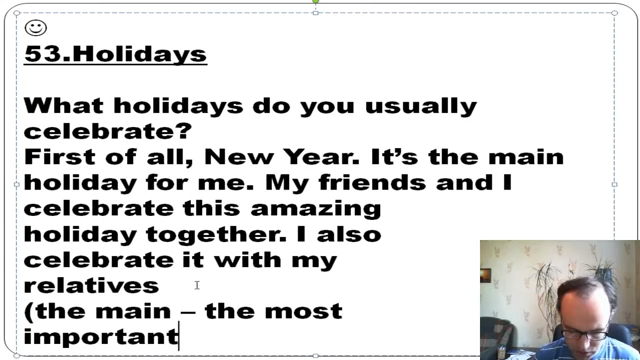 53.Holidays
What holidays do you usually
celebrate?
First of all, New Year. It’s the main
holiday for me. My friends and I
celebrate this amazing
holiday together. I also
celebrate it with my
relatives
(the main – the most
important